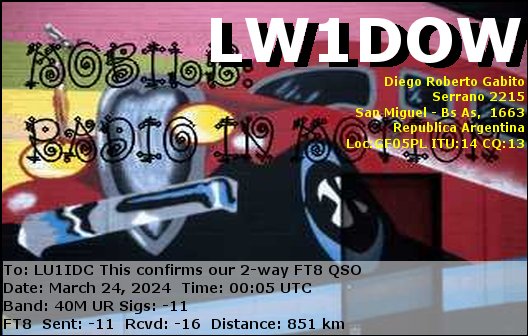 LW1DOW
MOBILE
RADIO IN ACTION
Diego Roberto Gabito
Serrano 2215
San Miguel - Bs As, 1663
Republica Argentina
Loc:GF05PL ITU:14 CQ:13
To: LU1IDC This confirms our 2-way FT8 QSO
Date: March 24, 2024 Time: 00:05 UTC
Band: 40M UR Sigs: -11
FT8 Sent: -11 Rcvd: -16 Distance: 851 km